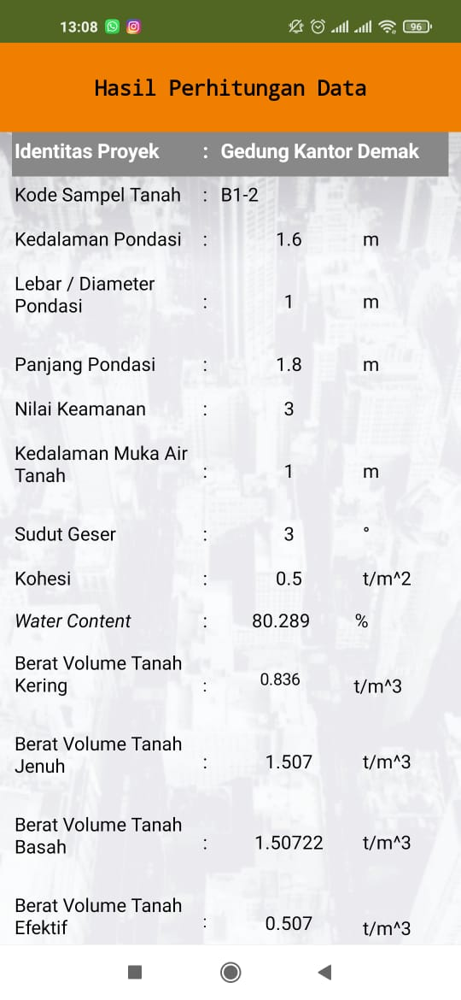 13:08 96
Hasil Perhitungan Data
Identitas Proyek : Gedung Kantor Demak
Kode Sampel Tanah : B1-2
Kedalaman Pondasi : 1.6 m
Lebar / Diameter
Pondasi : 1 m
Panjang Pondasi : 1.8 m
Nilai Keamanan : 3
Kedalaman Muka Air
Tanah : 1 m
Sudut Geser : 3 °
Kohesi : 0.5 t/m^2
Water Content : 80.289 %
Berat Volume Tanah
Kering : 0.836 t/m^3
Berat Volume Tanah
Jenuh : 1.507 t/m^3
Berat Volume Tanah
Basah : 1.50722 t/m^3
Berat Volume Tanah
Efektif : 0.507 t/m^3